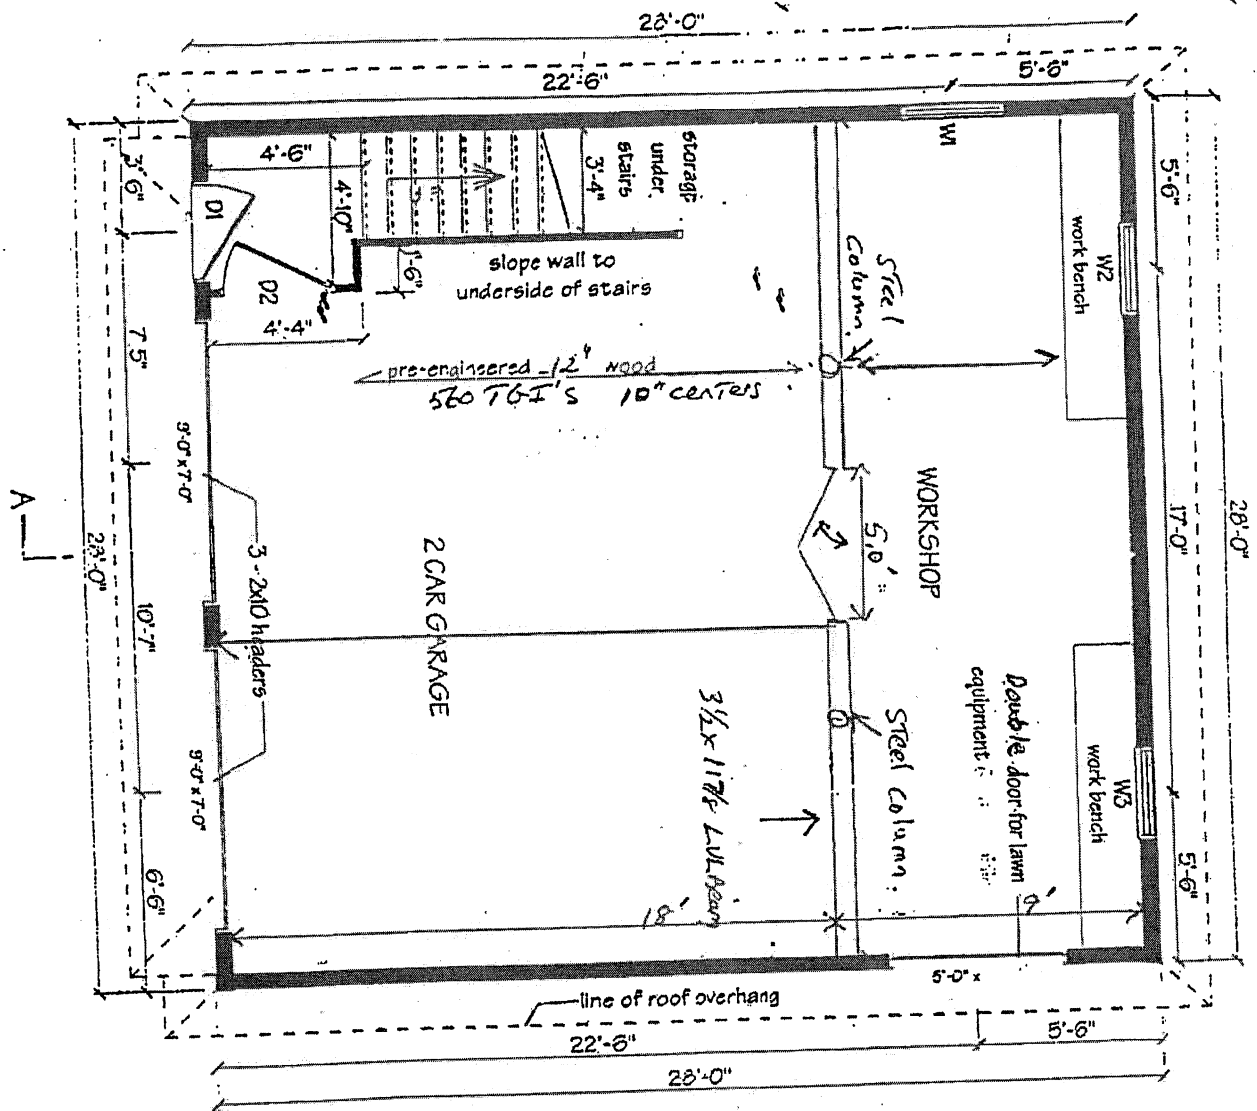 28'-0"
22'-6"
5'-6"
3'-6"
7'5"
10'-7"
6'-6"
28'-0"
A
4'-6"
4'-10"
3'-4"
1'-6"
4'-4"
D1
D2
storage
under
stairs
slope wall to
underside of stairs
pre-engineered 12" wood
560 TGI'S 10" centers
W1
5'-6"
W2
work bench
Steel
Column.
WORKSHOP
5,0'
17'-0"
28'-0"
9'-0" x 7'-0"
3 - 2x10 headers
2 CAR GARAGE
9'-0" x 7'-0"
3 1/2 x 11 7/8 LVL Beam
Steel Column.
Double door for lawn
equipment
W3
work bench
5'-6"
18'
9'
5'-0" x
line of roof overhang
22'-6"
5'-6"
28'-0"